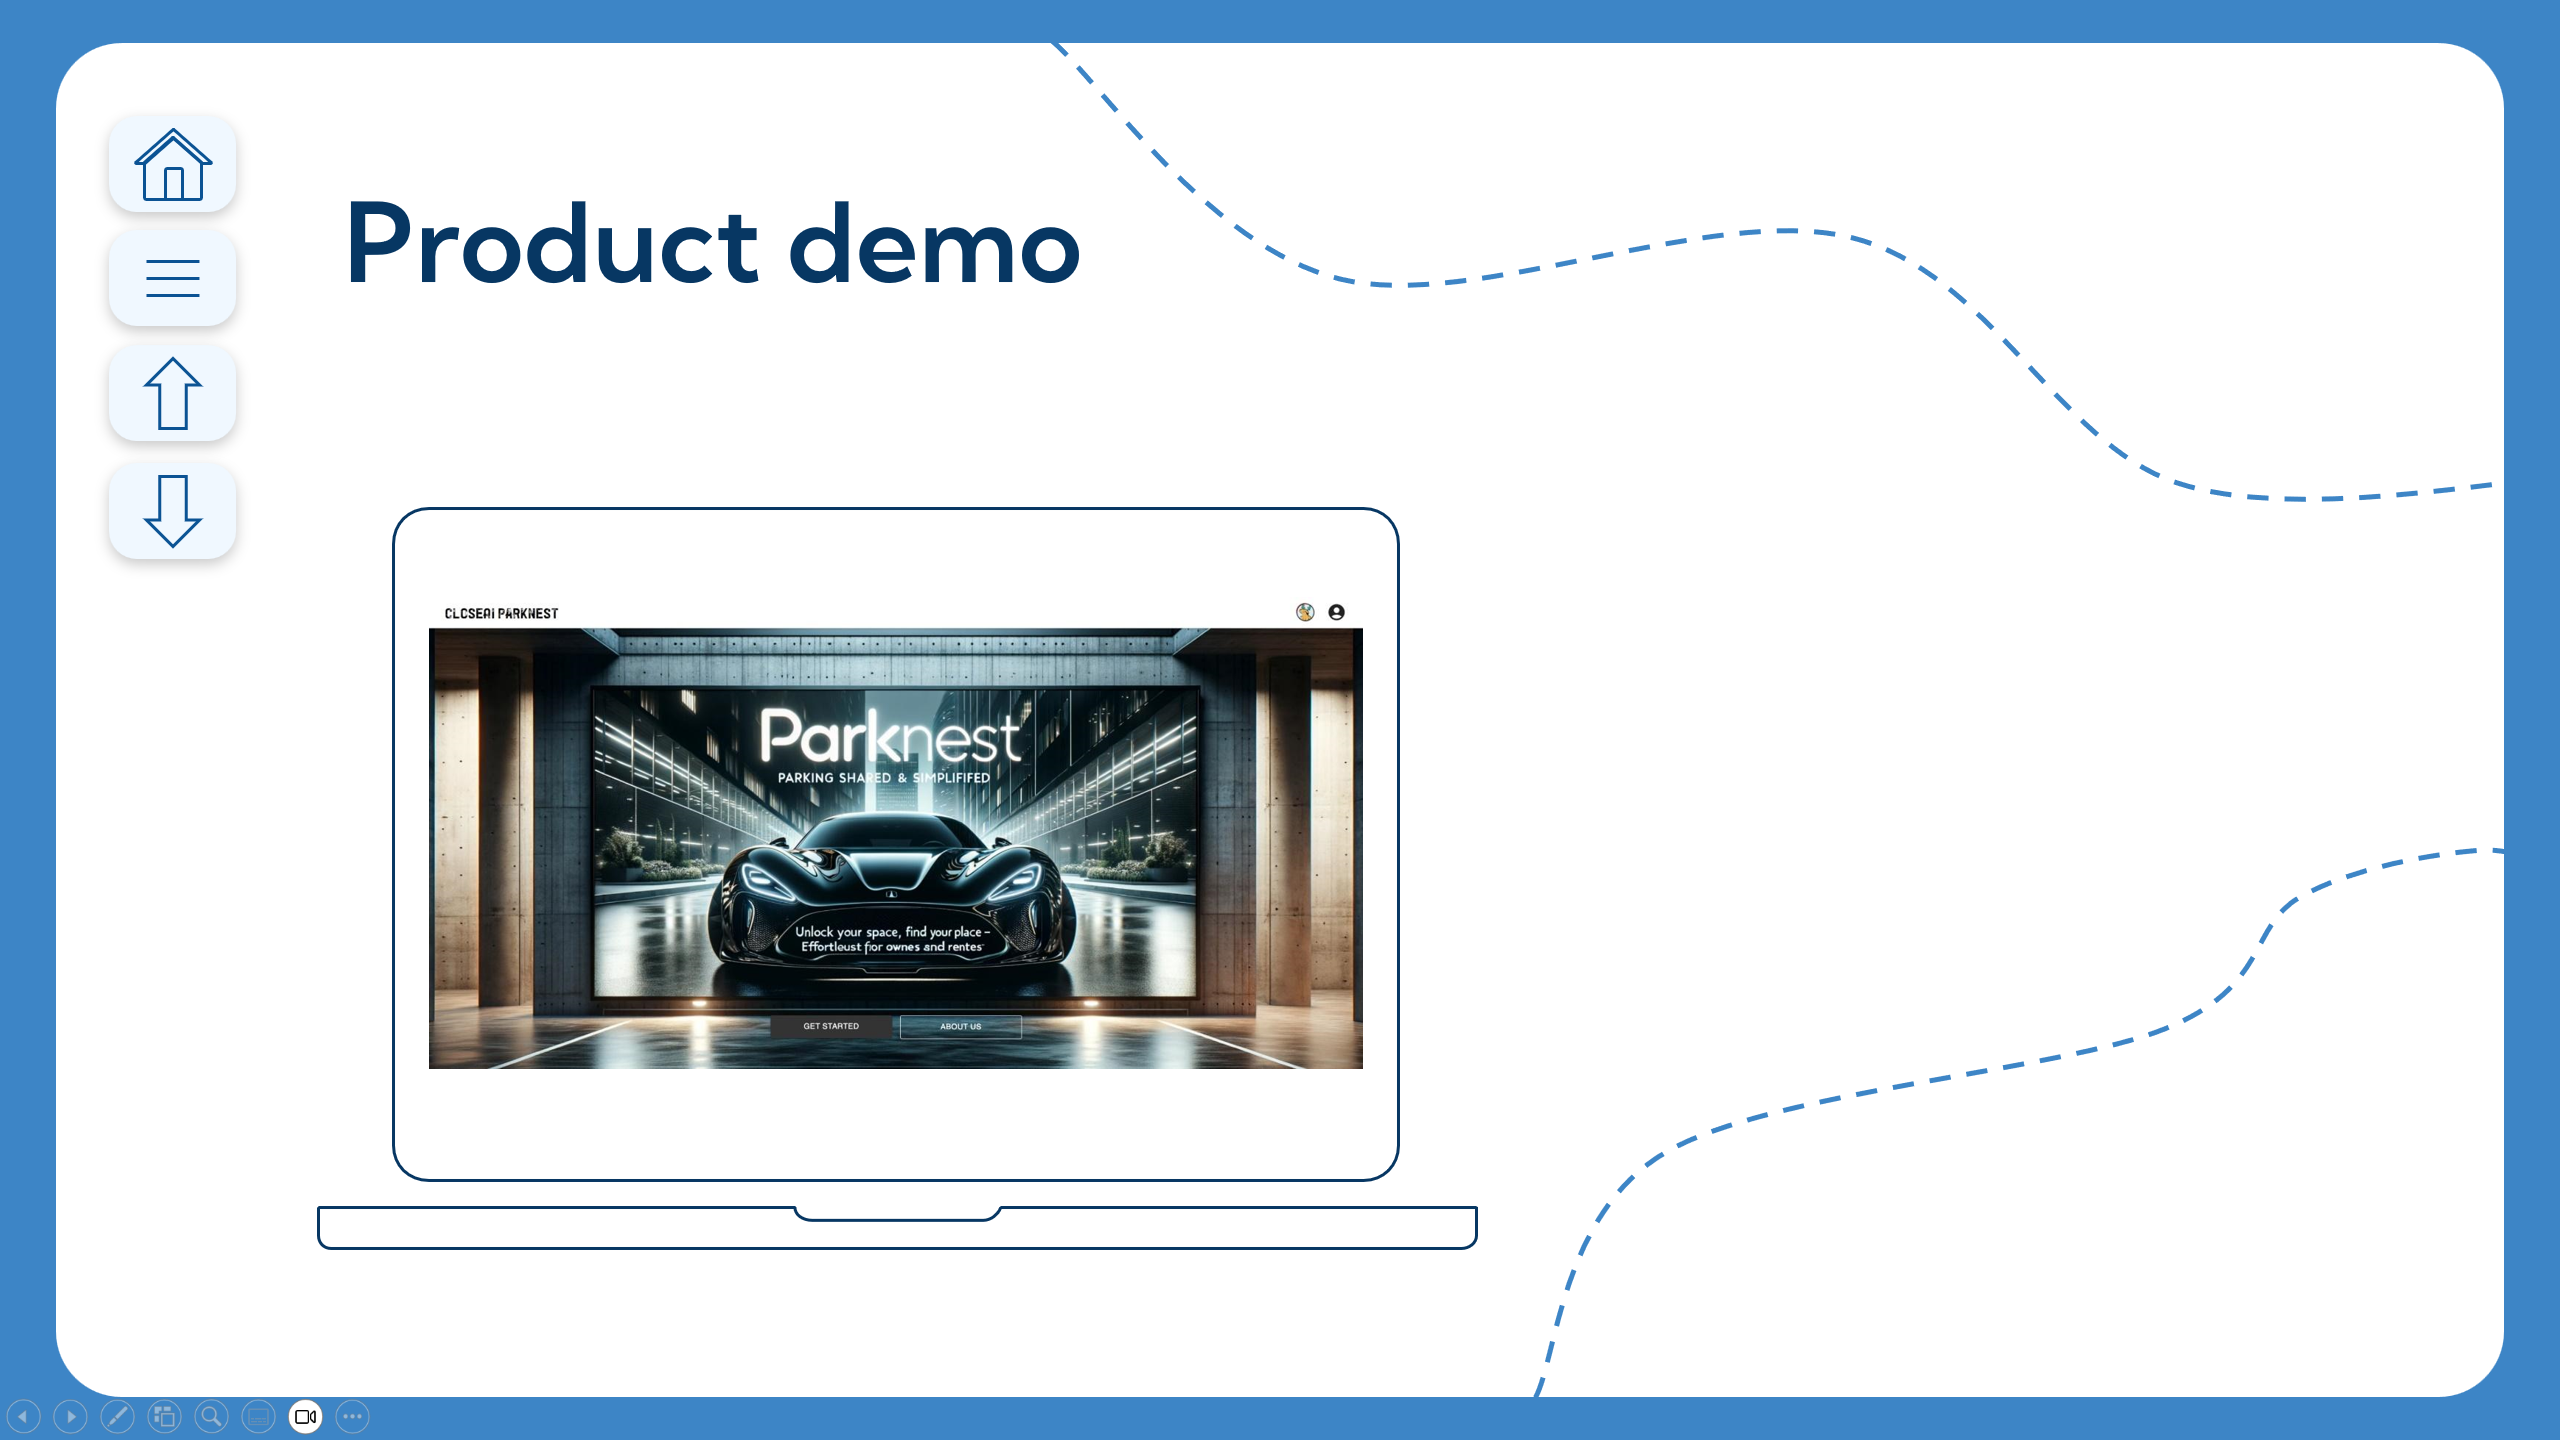 Product demo
CLCSEAI PARKNEST
Parknest
PARKING SHARED & SIMPLIFIFED
Unlock your space, find your place –
Effortleust for ownes and rentes
GET STARTED
ABOUT US